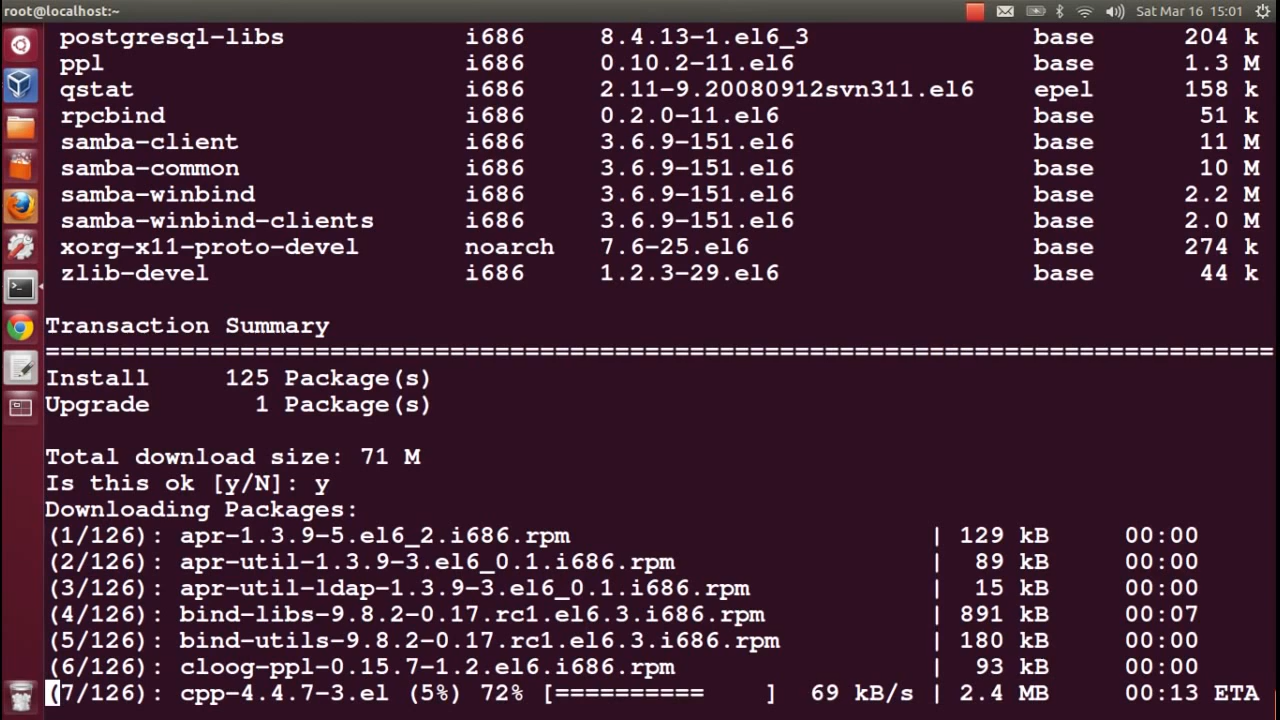 root@localhost:~ Sat Mar 16 15:01
postgresql-libs i686 8.4.13-1.el6_3 base 204 k
ppl i686 0.10.2-11.el6 base 1.3 M
qstat i686 2.11-9.20080912svn311.el6 epel 158 k
rpcbind i686 0.2.0-11.el6 base 51 k
samba-client i686 3.6.9-151.el6 base 11 M
samba-common i686 3.6.9-151.el6 base 10 M
samba-winbind i686 3.6.9-151.el6 base 2.2 M
samba-winbind-clients i686 3.6.9-151.el6 base 2.0 M
xorg-x11-proto-devel noarch 7.6-25.el6 base 274 k
zlib-devel i686 1.2.3-29.el6 base 44 k
Transaction Summary
================================================================================
Install 125 Package(s)
Upgrade 1 Package(s)
Total download size: 71 M
Is this ok [y/N]: y
Downloading Packages:
(1/126): apr-1.3.9-5.el6_2.i686.rpm | 129 kB 00:00
(2/126): apr-util-1.3.9-3.el6_0.1.i686.rpm | 89 kB 00:00
(3/126): apr-util-ldap-1.3.9-3.el6_0.1.i686.rpm | 15 kB 00:00
(4/126): bind-libs-9.8.2-0.17.rc1.el6.3.i686.rpm | 891 kB 00:07
(5/126): bind-utils-9.8.2-0.17.rc1.el6.3.i686.rpm | 180 kB 00:00
(6/126): cloog-ppl-0.15.7-1.2.el6.i686.rpm | 93 kB 00:00
(7/126): cpp-4.4.7-3.el (5%) 72% [========== ] 69 kB/s | 2.4 MB 00:13 ETA